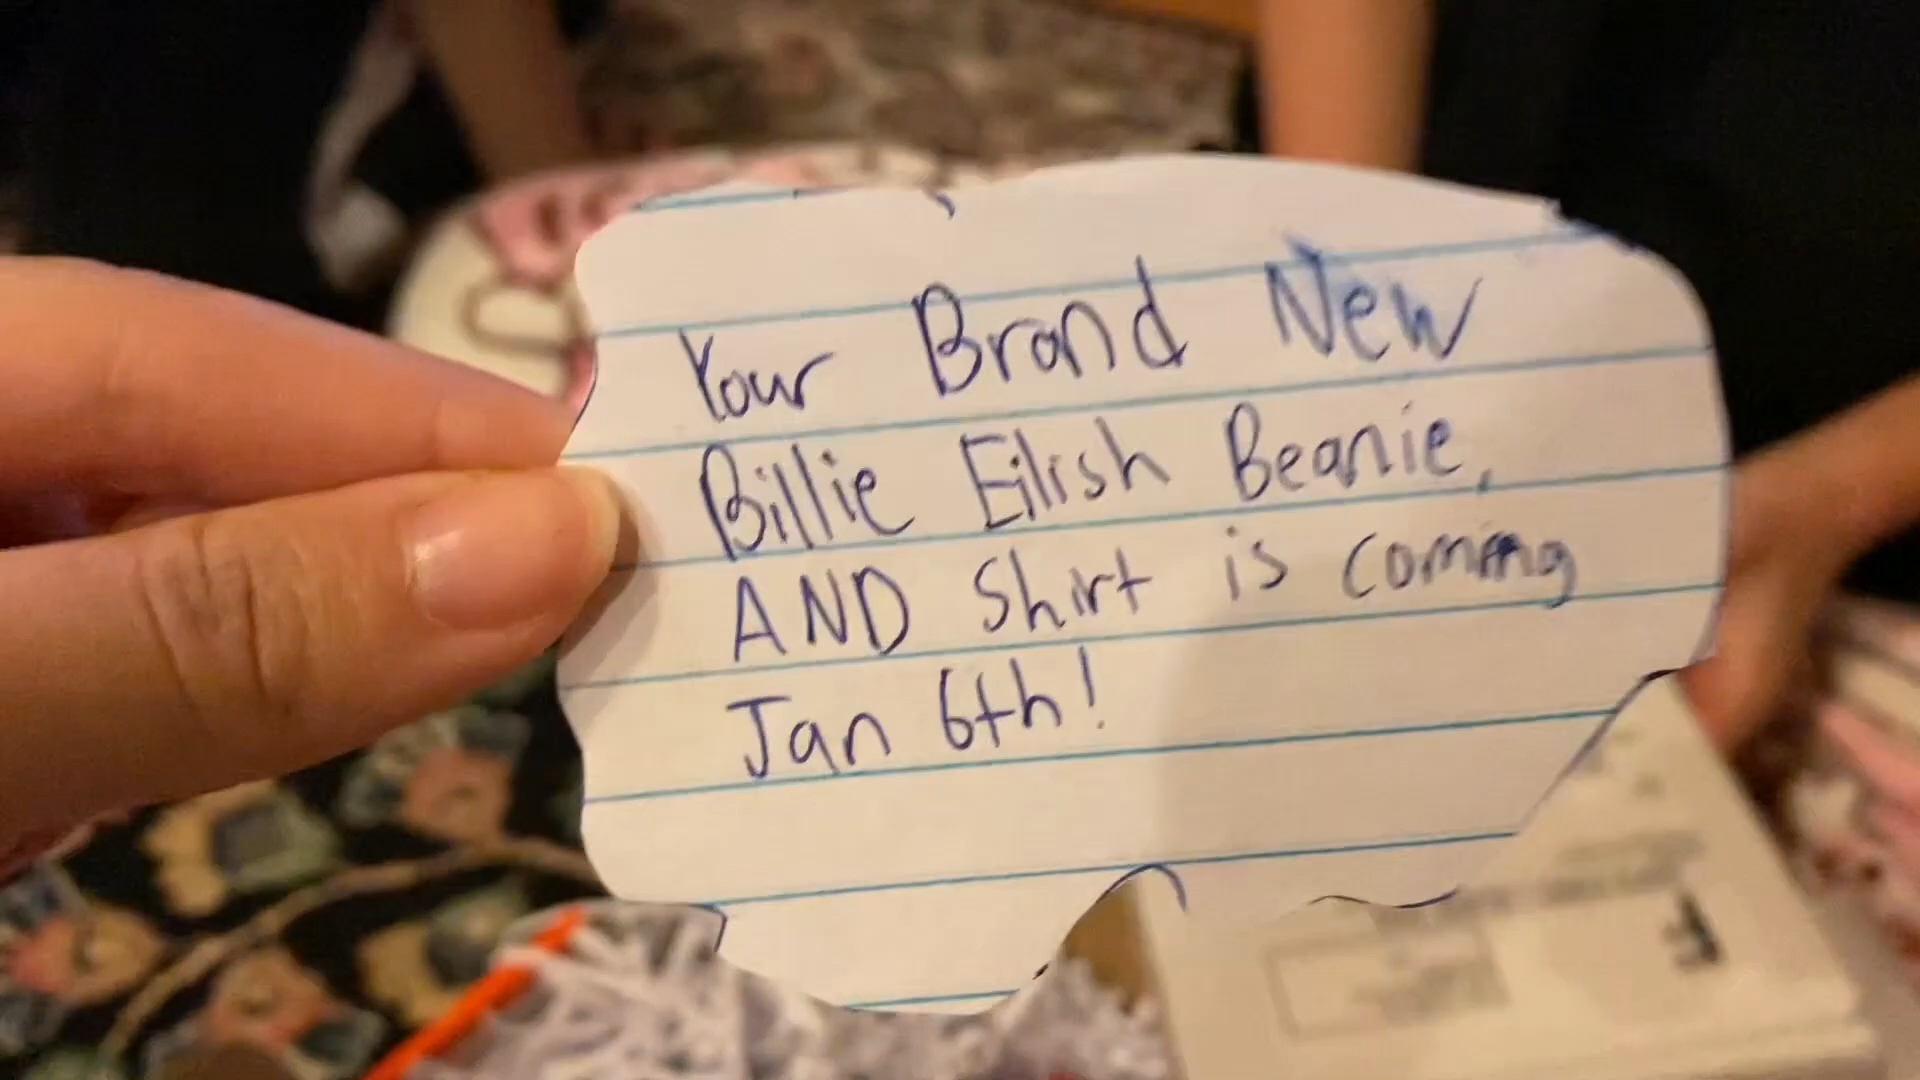 Your Brand New
Billie Eilish Beanie,
AND Shirt is coming
Jan 6th!